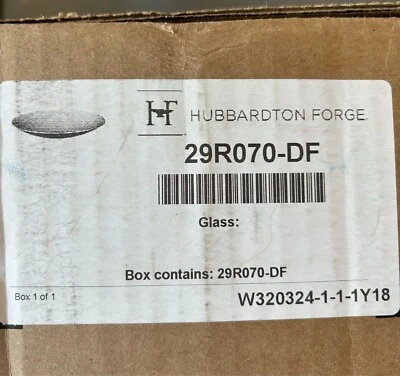 HF HUBBARDTON FORGE.
29R070-DF
Glass:
Box contains: 29R070-DF
Box 1 of 1
W320324-1-1-1Y18